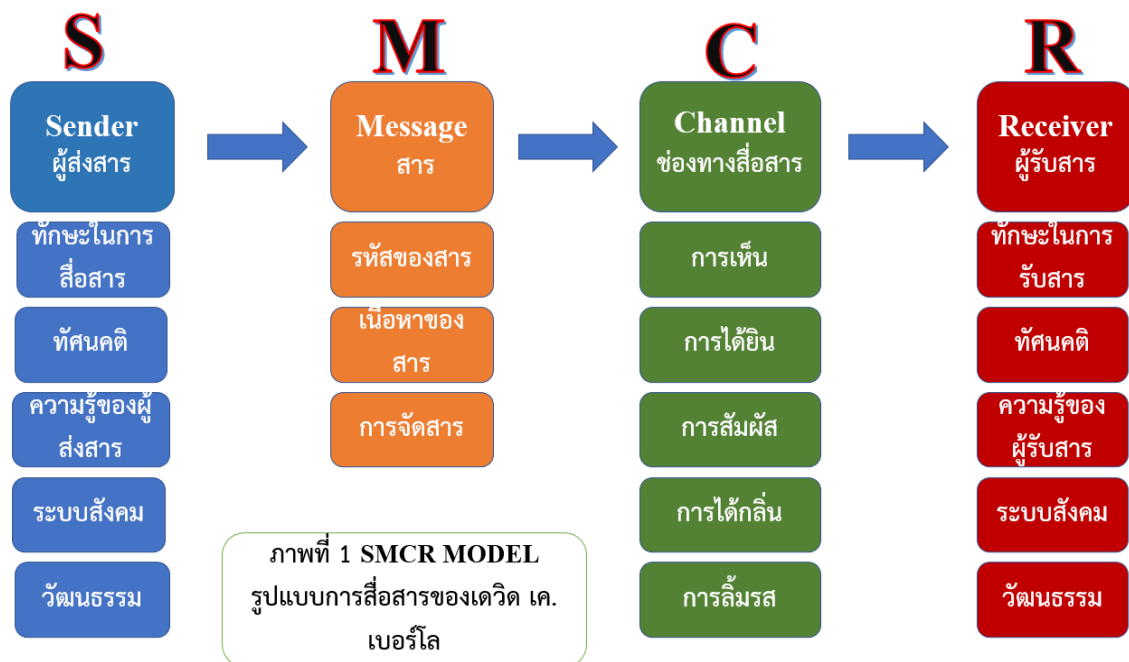 S
M
C
R
Sender
ผู้ส่งสาร
Message
สาร
Channel
ช่องทางสื่อสาร
Receiver
ผู้รับสาร
ทักษะในการ
สื่อสาร
ทัศนคติ
ความรู้ของผู้
ส่งสาร
ระบบสังคม
วัฒนธรรม
รหัสของสาร
เนื้อหาของ
สาร
การจัดสาร
การเห็น
การได้ยิน
การสัมผัส
การได้กลิ่น
การลิ้มรส
ทักษะในการ
รับสาร
ทัศนคติ
ความรู้ของ
ผู้รับสาร
ระบบสังคม
วัฒนธรรม
ภาพที่ 1 SMCR MODEL
รูปแบบการสื่อสารของเดวิด เค.
เบอร์โล